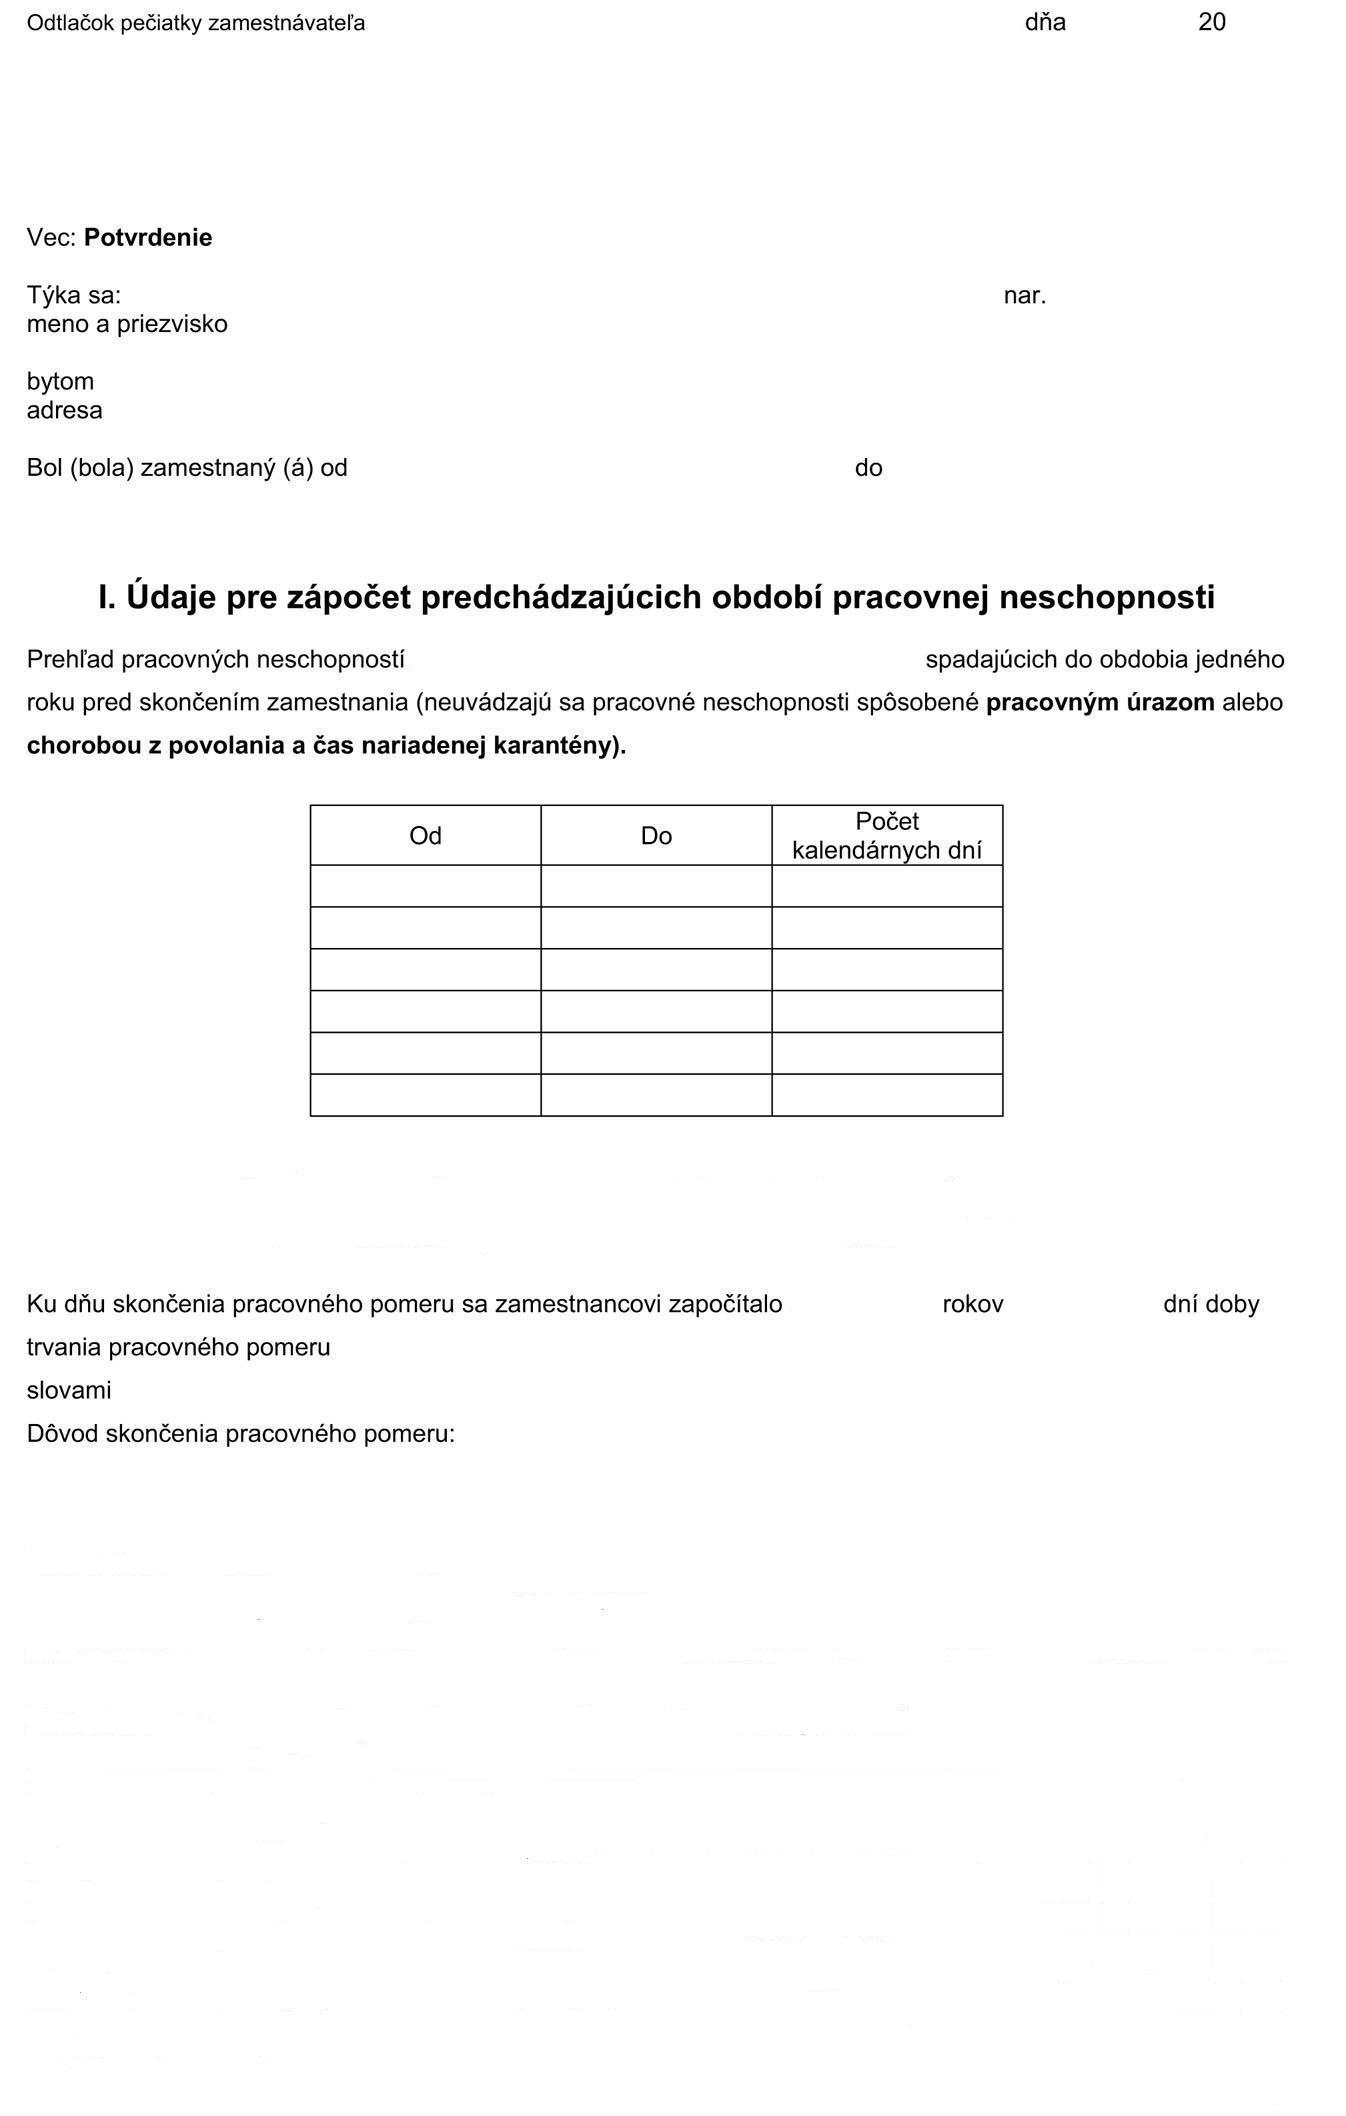 Odtlačok pečiatky zamestnávateľa dňa 20
Vec: Potvrdenie
Týka sa: nar.
meno a priezvisko
bytom
adresa
Bol (bola) zamestnaný (á) od do
I. Údaje pre zápočet predchádzajúcich období pracovnej neschopnosti
Prehľad pracovných neschopností spadajúcich do obdobia jedného
roku pred skončením zamestnania (neuvádzajú sa pracovné neschopnosti spôsobené pracovným úrazom alebo
chorobou z povolania a čas nariadenej karantény).
Od Do Počet
kalendárnych dní
Ku dňu skončenia pracovného pomeru sa zamestnancovi započítalo rokov dní doby
trvania pracovného pomeru
slovami
Dôvod skončenia pracovného pomeru: